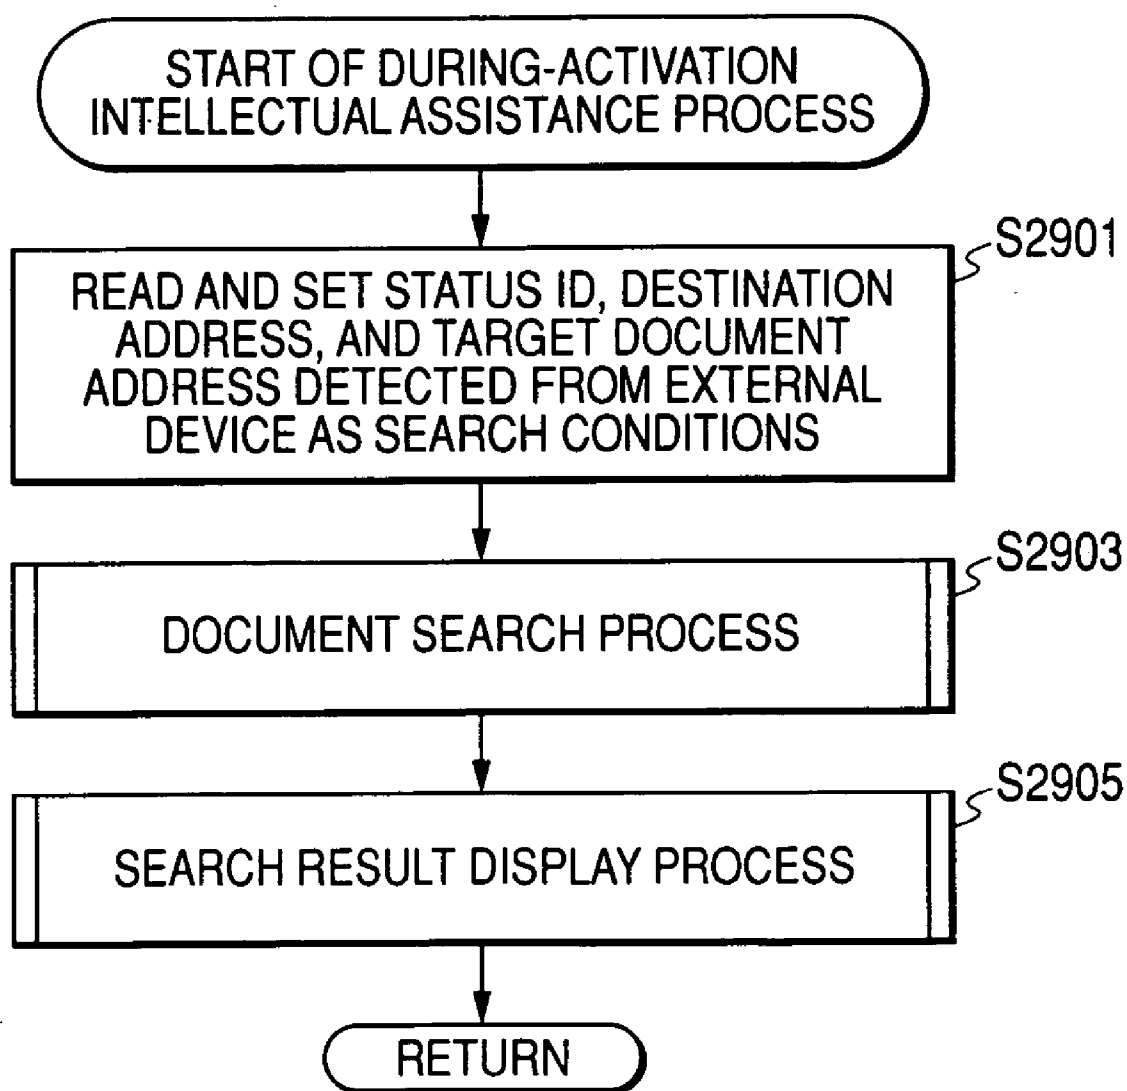 START OF DURING-ACTIVATION
INTELLECTUAL ASSISTANCE PROCESS
S2901
READ AND SET STATUS ID, DESTINATION
ADDRESS, AND TARGET DOCUMENT
ADDRESS DETECTED FROM EXTERNAL
DEVICE AS SEARCH CONDITIONS
S2903
DOCUMENT SEARCH PROCESS
S2905
SEARCH RESULT DISPLAY PROCESS
RETURN